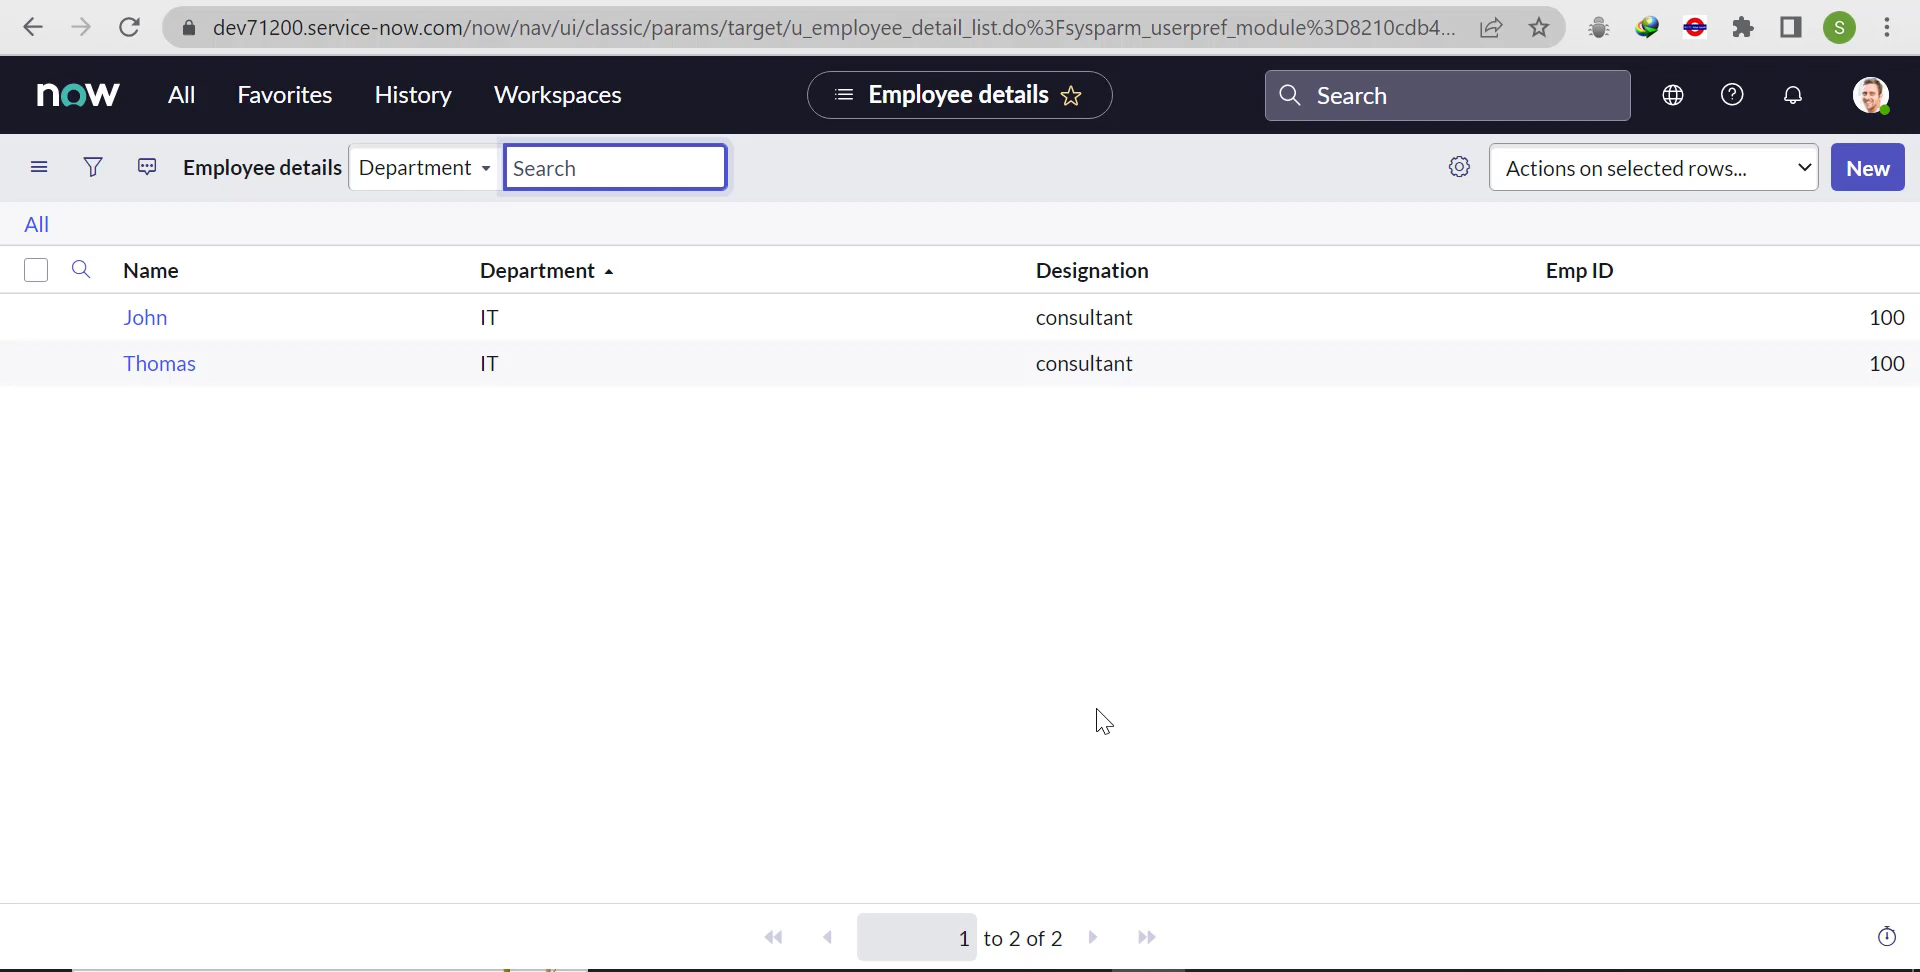 dev71200.service-now.com/now/nav/ui/classic/params/target/u_employee_detail_list.do%3Fsysparm_userpref_module%3D8210cdb4... S
now All Favorites History Workspaces Employee details Search
Employee details Department Search Actions on selected rows... New
All
Name Department Designation Emp ID
John IT consultant 100
Thomas IT consultant 100
1 to 2 of 2